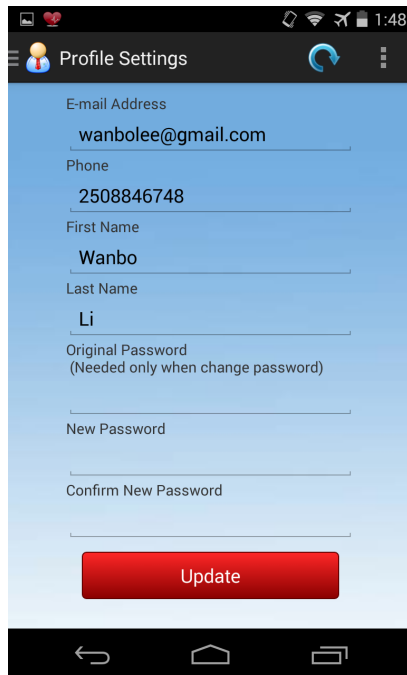 1:48
Profile Settings
E-mail Address
wanbolee@gmail.com
Phone
2508846748
First Name
Wanbo
Last Name
Li
Original Password
(Needed only when change password)
New Password
Confirm New Password
Update